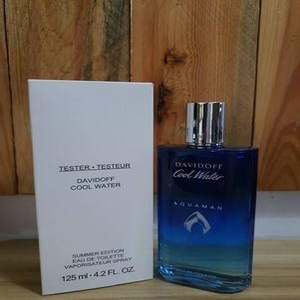 TESTER • TESTEUR
DAVIDOFF
COOL WATER
SUMMER EDITION
EAU DE TOILETTE
VAPORISATEUR SPRAY
125 ml - 4.2 FL. OZ.
DAVIDOFF
Cool Water
AQUAMAN